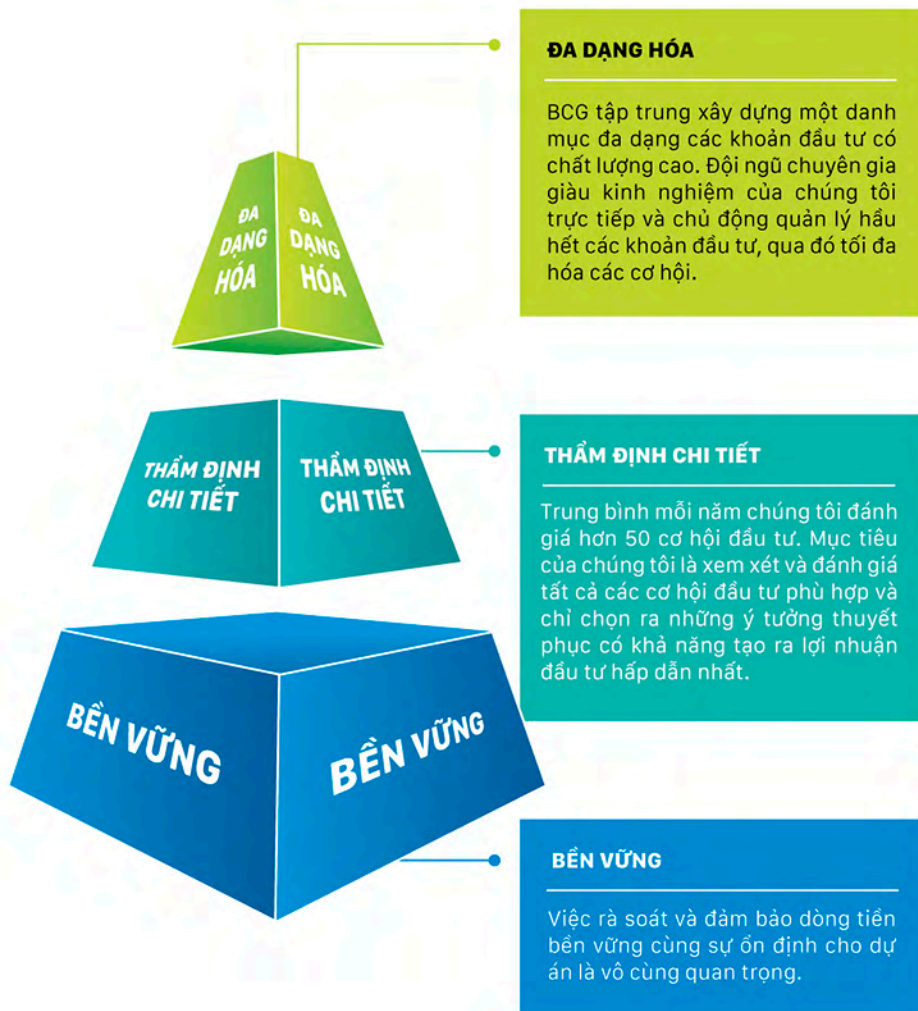 ĐA DẠNG HÓA
BCG tập trung xây dựng một danh
mục đa dạng các khoản đầu tư có
chất lượng cao. Đội ngũ chuyên gia
giàu kinh nghiệm của chúng tôi
trực tiếp và chủ động quản lý hầu
hết các khoản đầu tư, qua đó tối đa
hóa các cơ hội.
ĐA
DẠNG
HÓA
ĐA
DẠNG
HÓA
THẨM ĐỊNH
CHI TIẾT
THẨM ĐỊNH
CHI TIẾT
THẨM ĐỊNH CHI TIẾT
Trung bình mỗi năm chúng tôi đánh
giá hơn 50 cơ hội đầu tư. Mục tiêu
của chúng tôi là xem xét và đánh giá
tất cả các cơ hội đầu tư phù hợp và
chỉ chọn ra những ý tưởng thuyết
phục có khả năng tạo ra lợi nhuận
đầu tư hấp dẫn nhất.
BỀN VỮNG
BỀN VỮNG
BỀN VỮNG
Việc rà soát và đảm bảo dòng tiền
bền vững cùng sự ổn định cho dự
án là vô cùng quan trọng.